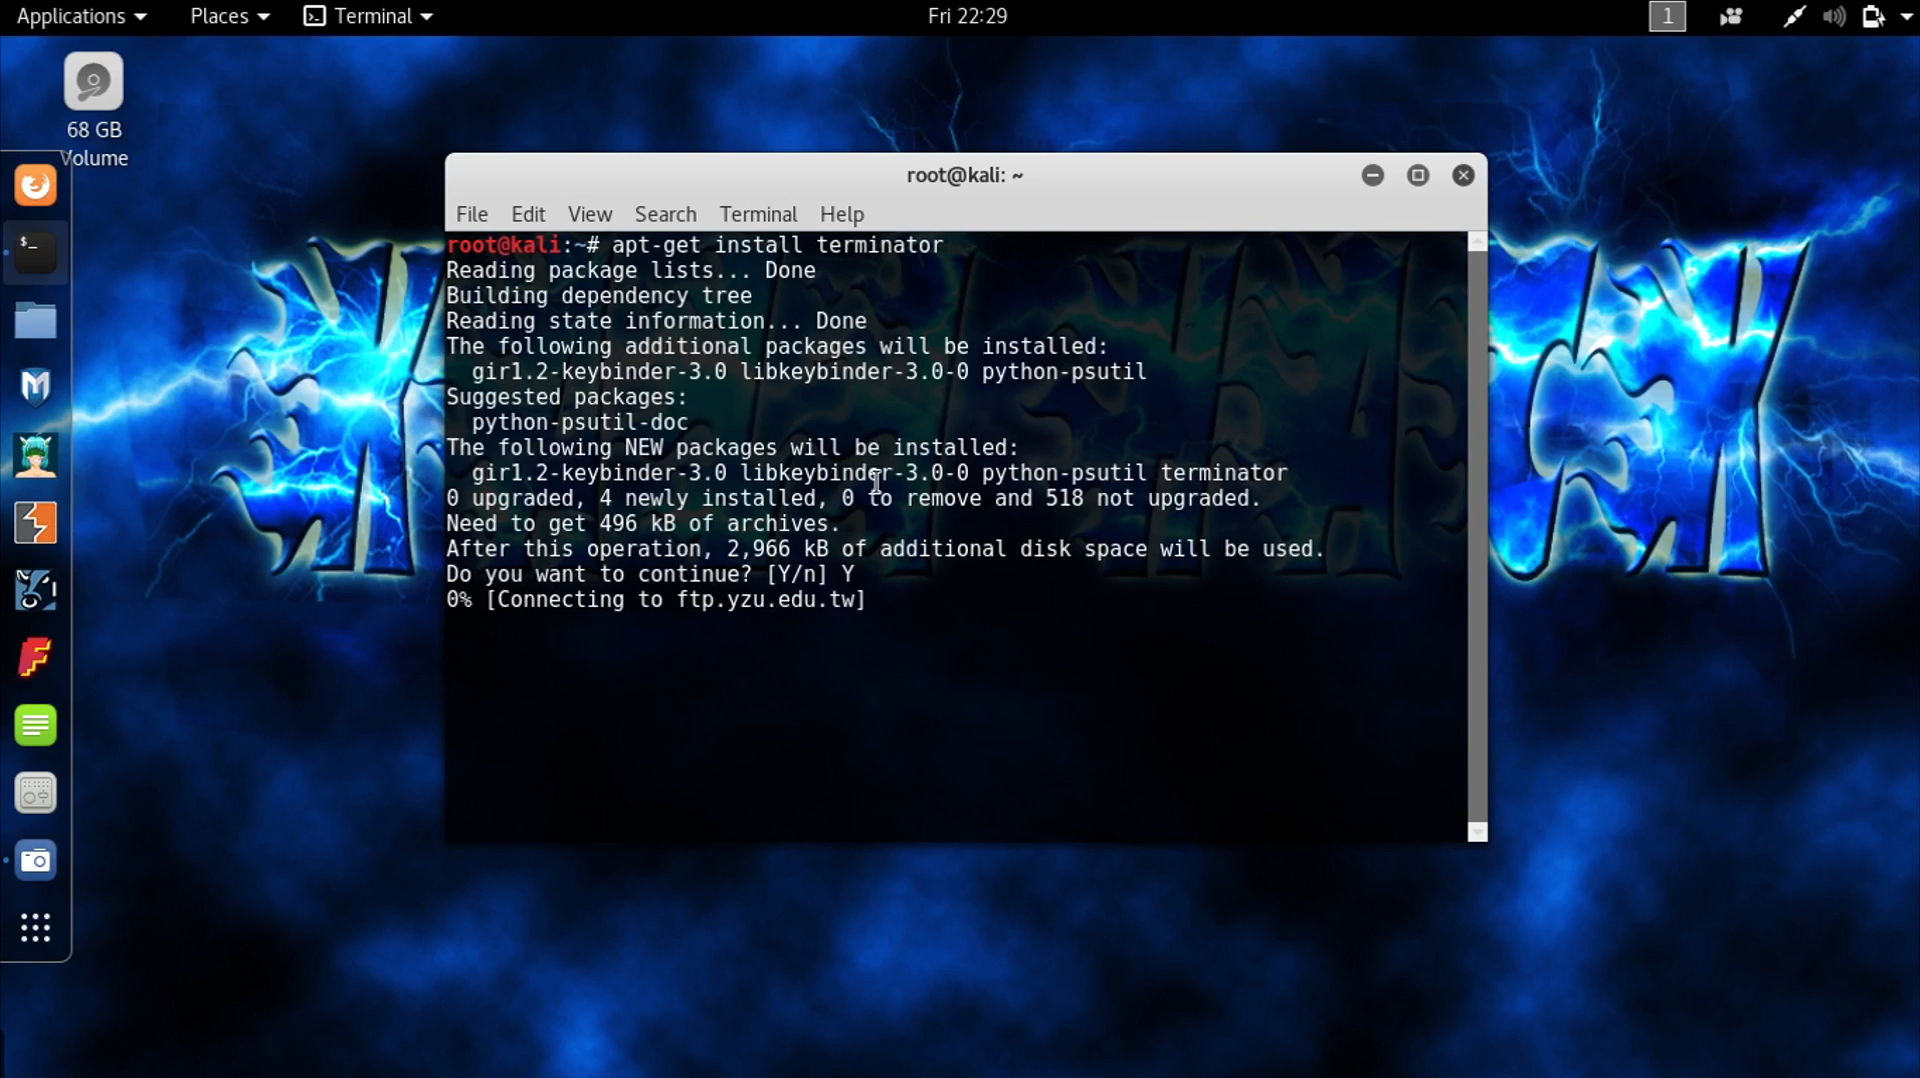 Applications Places Terminal Fri 22:29 1
68 GB
Volume
root@kali: ~
File Edit View Search Terminal Help
root@kali:~# apt-get install terminator
Reading package lists... Done
Building dependency tree
Reading state information... Done
The following additional packages will be installed:
  gir1.2-keybinder-3.0 libkeybinder-3.0-0 python-psutil
Suggested packages:
  python-psutil-doc
The following NEW packages will be installed:
  gir1.2-keybinder-3.0 libkeybinder-3.0-0 python-psutil terminator
0 upgraded, 4 newly installed, 0 to remove and 518 not upgraded.
Need to get 496 kB of archives.
After this operation, 2,966 kB of additional disk space will be used.
Do you want to continue? [Y/n] Y
0% [Connecting to ftp.yzu.edu.tw]